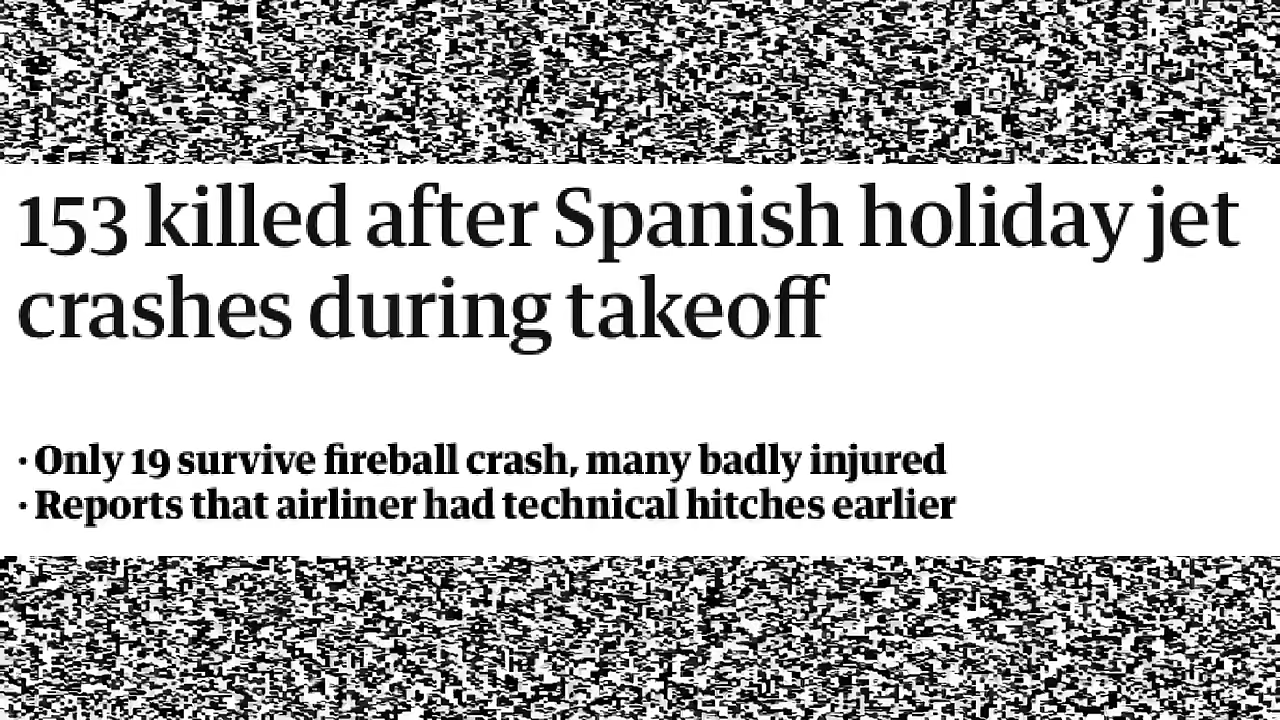 153 killed after Spanish holiday jet
crashes during takeoff
· Only 19 survive fireball crash, many badly injured
· Reports that airliner had technical hitches earlier